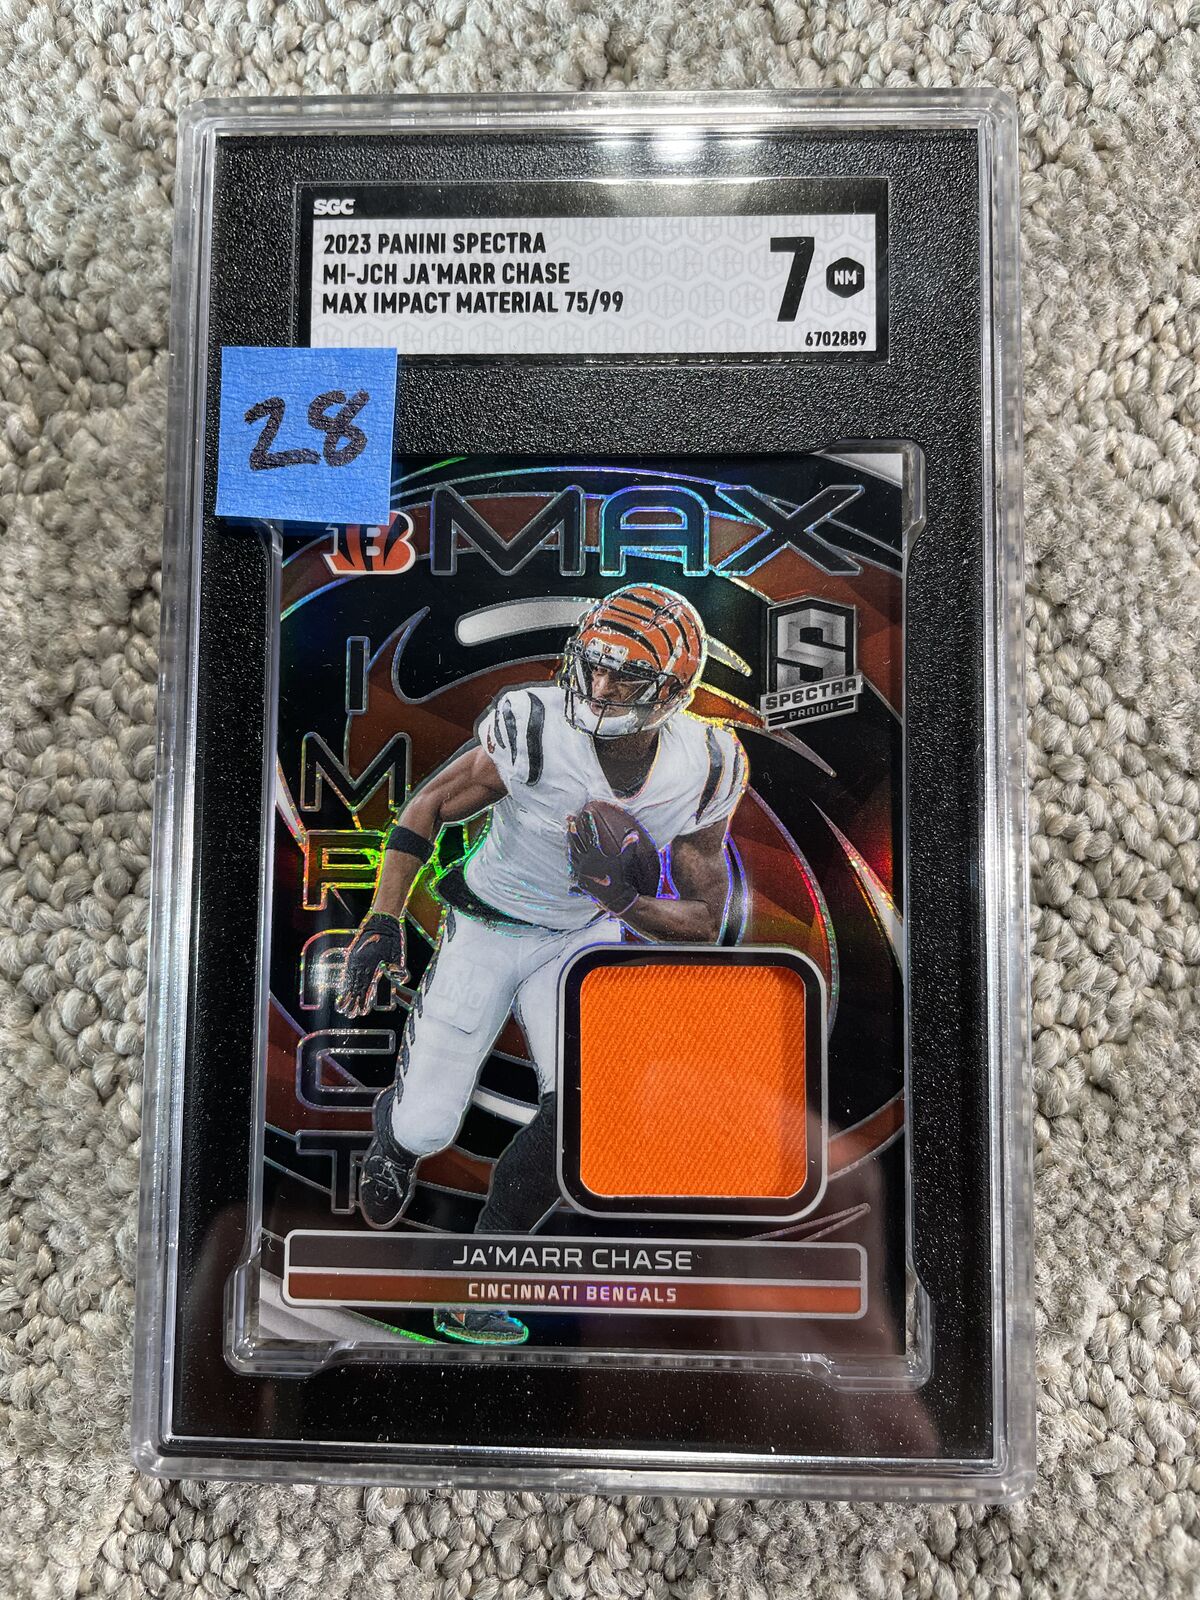 SGC
2023 PANINI SPECTRA
MI-JCH JA'MARR CHASE
MAX IMPACT MATERIAL 75/99
7 NM
6702889
28
B MAX
IMPACT
S
SPECTRA
PANINI
JA'MARR CHASE
CINCINNATI BENGALS